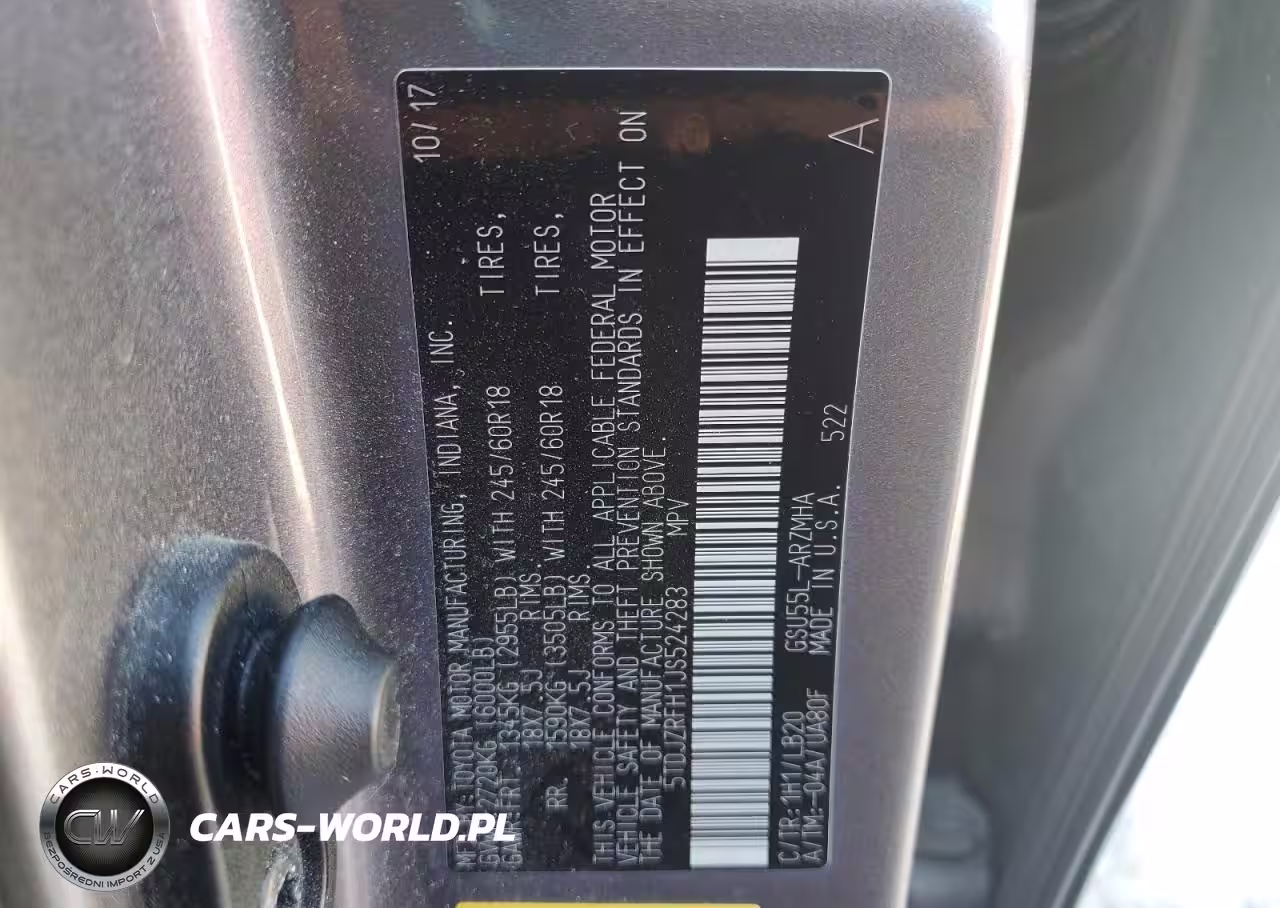 MFD. BY: TOYOTA MOTOR MANUFACTURING, INDIANA, INC. 10/17
GVWR 2720KG (6000LB)
GAWR FRT. 1345KG (2955LB) WITH 245/60R18 TIRES,
18X7.5J RIMS,
RR. 1590KG (3505LB) WITH 245/60R18 TIRES,
18X7.5J RIMS.
THIS VEHICLE CONFORMS TO ALL APPLICABLE FEDERAL MOTOR
VEHICLE SAFETY AND THEFT PREVENTION STANDARDS IN EFFECT ON
THE DATE OF MANUFACTURE SHOWN ABOVE.
5TDJZRFH1JS524283 MPV
C/TR: 1H1/LB20 GSU55L-ARZMHA
A/TM: -04A/UA80F MADE IN U.S.A. 522
A
CARS-WORLD
CW
BEZPOŚREDNI IMPORT Z USA
CARS-WORLD.PL